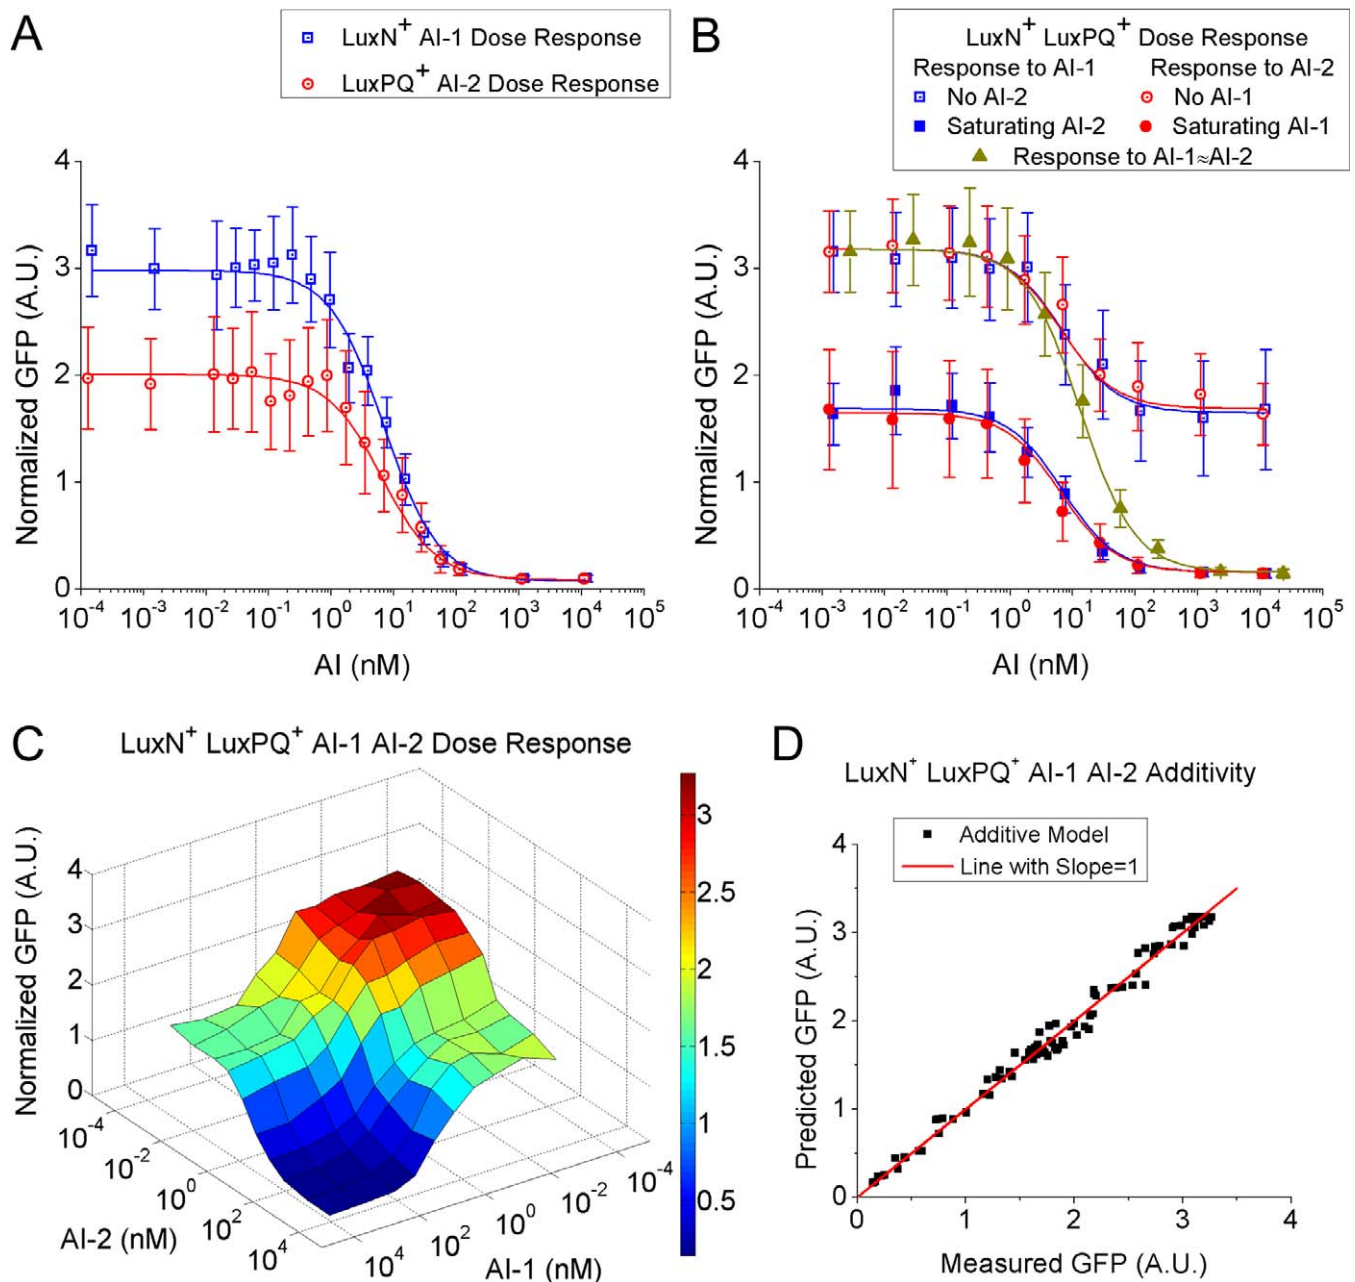 A
LuxN+ AI-1 Dose Response
LuxPQ+ AI-2 Dose Response
Normalized GFP (A.U.)
4
3
2
1
0
10-4 10-3 10-2 10-1 100 101 102 103 104 105
AI (nM)
B
LuxN+ LuxPQ+ Dose Response
Response to AI-1 Response to AI-2
No AI-2 No AI-1
Saturating AI-2 Saturating AI-1
Response to AI-1≈AI-2
Normalized GFP (A.U.)
4
3
2
1
0
10-4 10-3 10-2 10-1 100 101 102 103 104 105
AI (nM)
C
LuxN+ LuxPQ+ AI-1 AI-2 Dose Response
Normalized GFP (A.U.)
4
3
2
1
0
10-4
10-2
100
102
104
AI-2 (nM)
104
102
100
10-2
10-4
AI-1 (nM)
3
2.5
2
1.5
1
0.5
D
LuxN+ LuxPQ+ AI-1 AI-2 Additivity
Additive Model
Line with Slope=1
Predicted GFP (A.U.)
4
3
2
1
0
0 1 2 3 4
Measured GFP (A.U.)